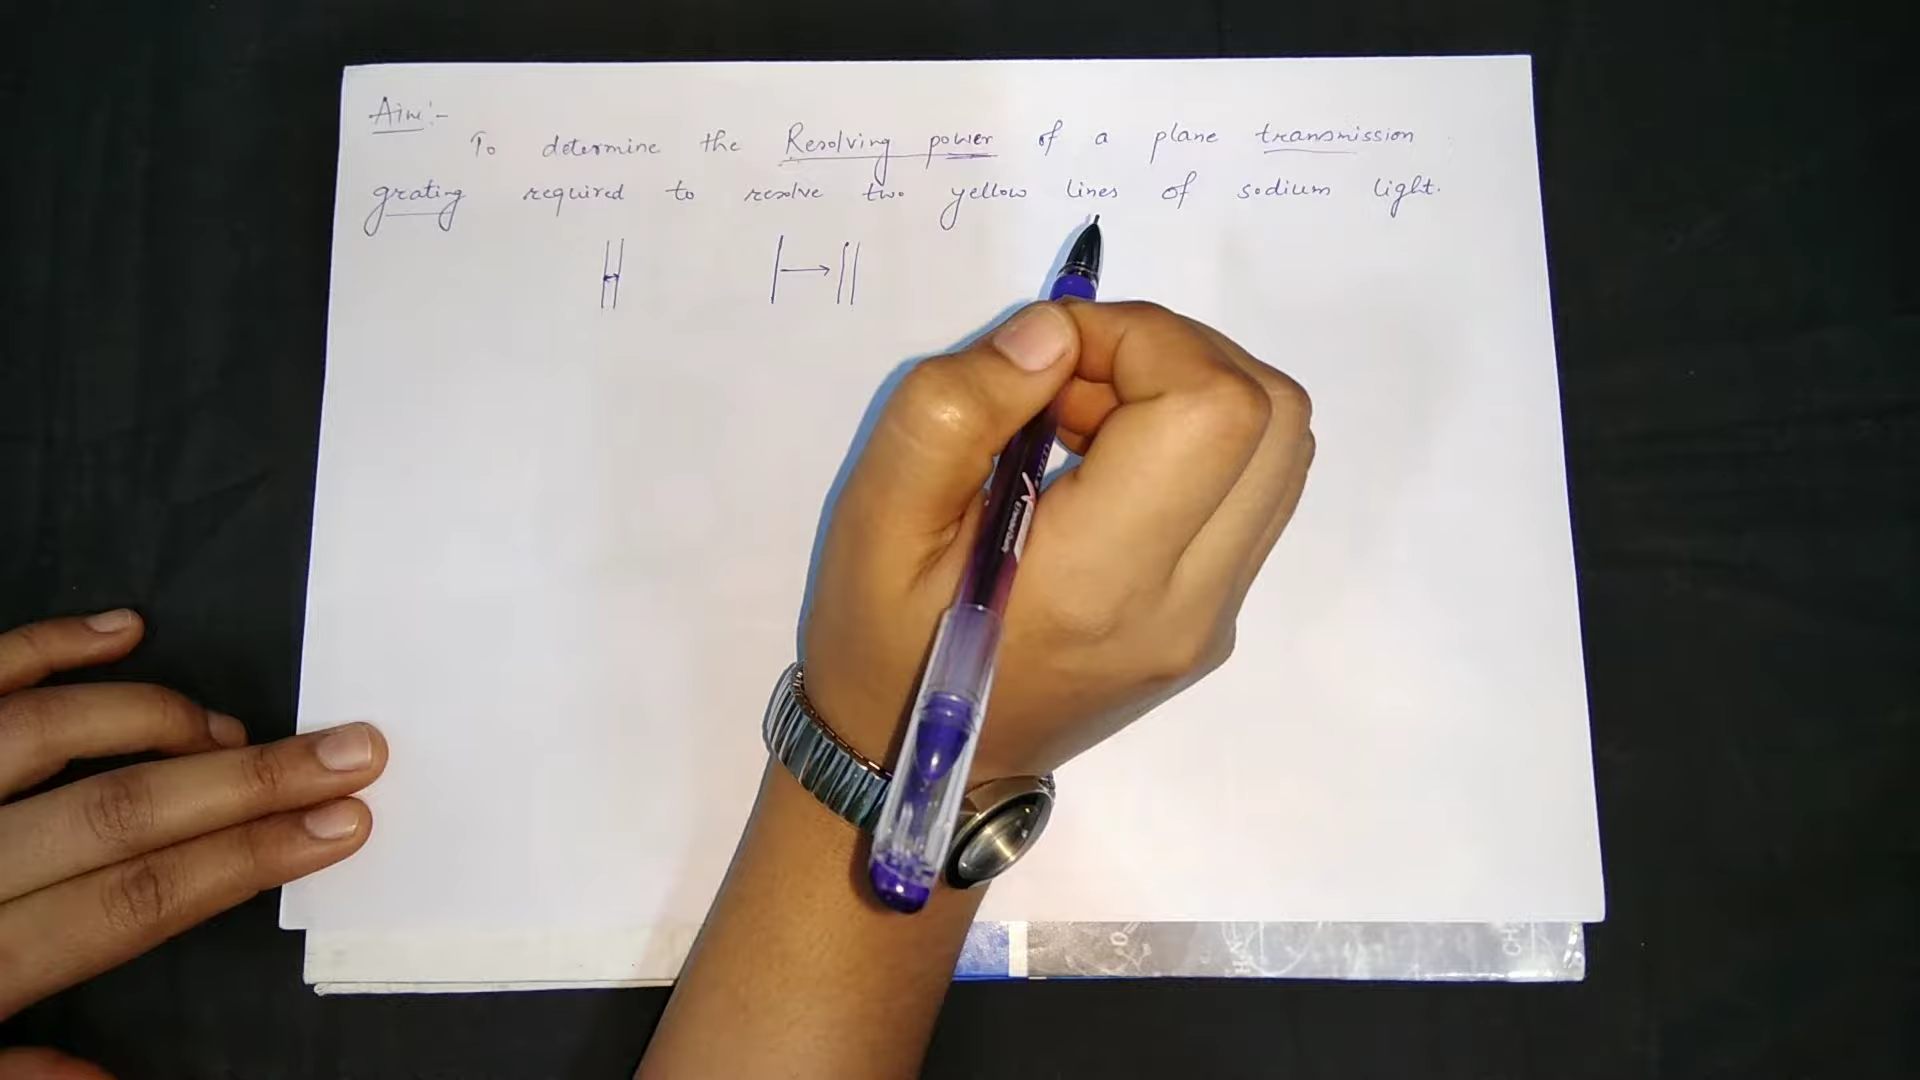 Aim:-
To determine the Resolving power of a plane transmission
grating required to resolve two yellow lines of sodium light.